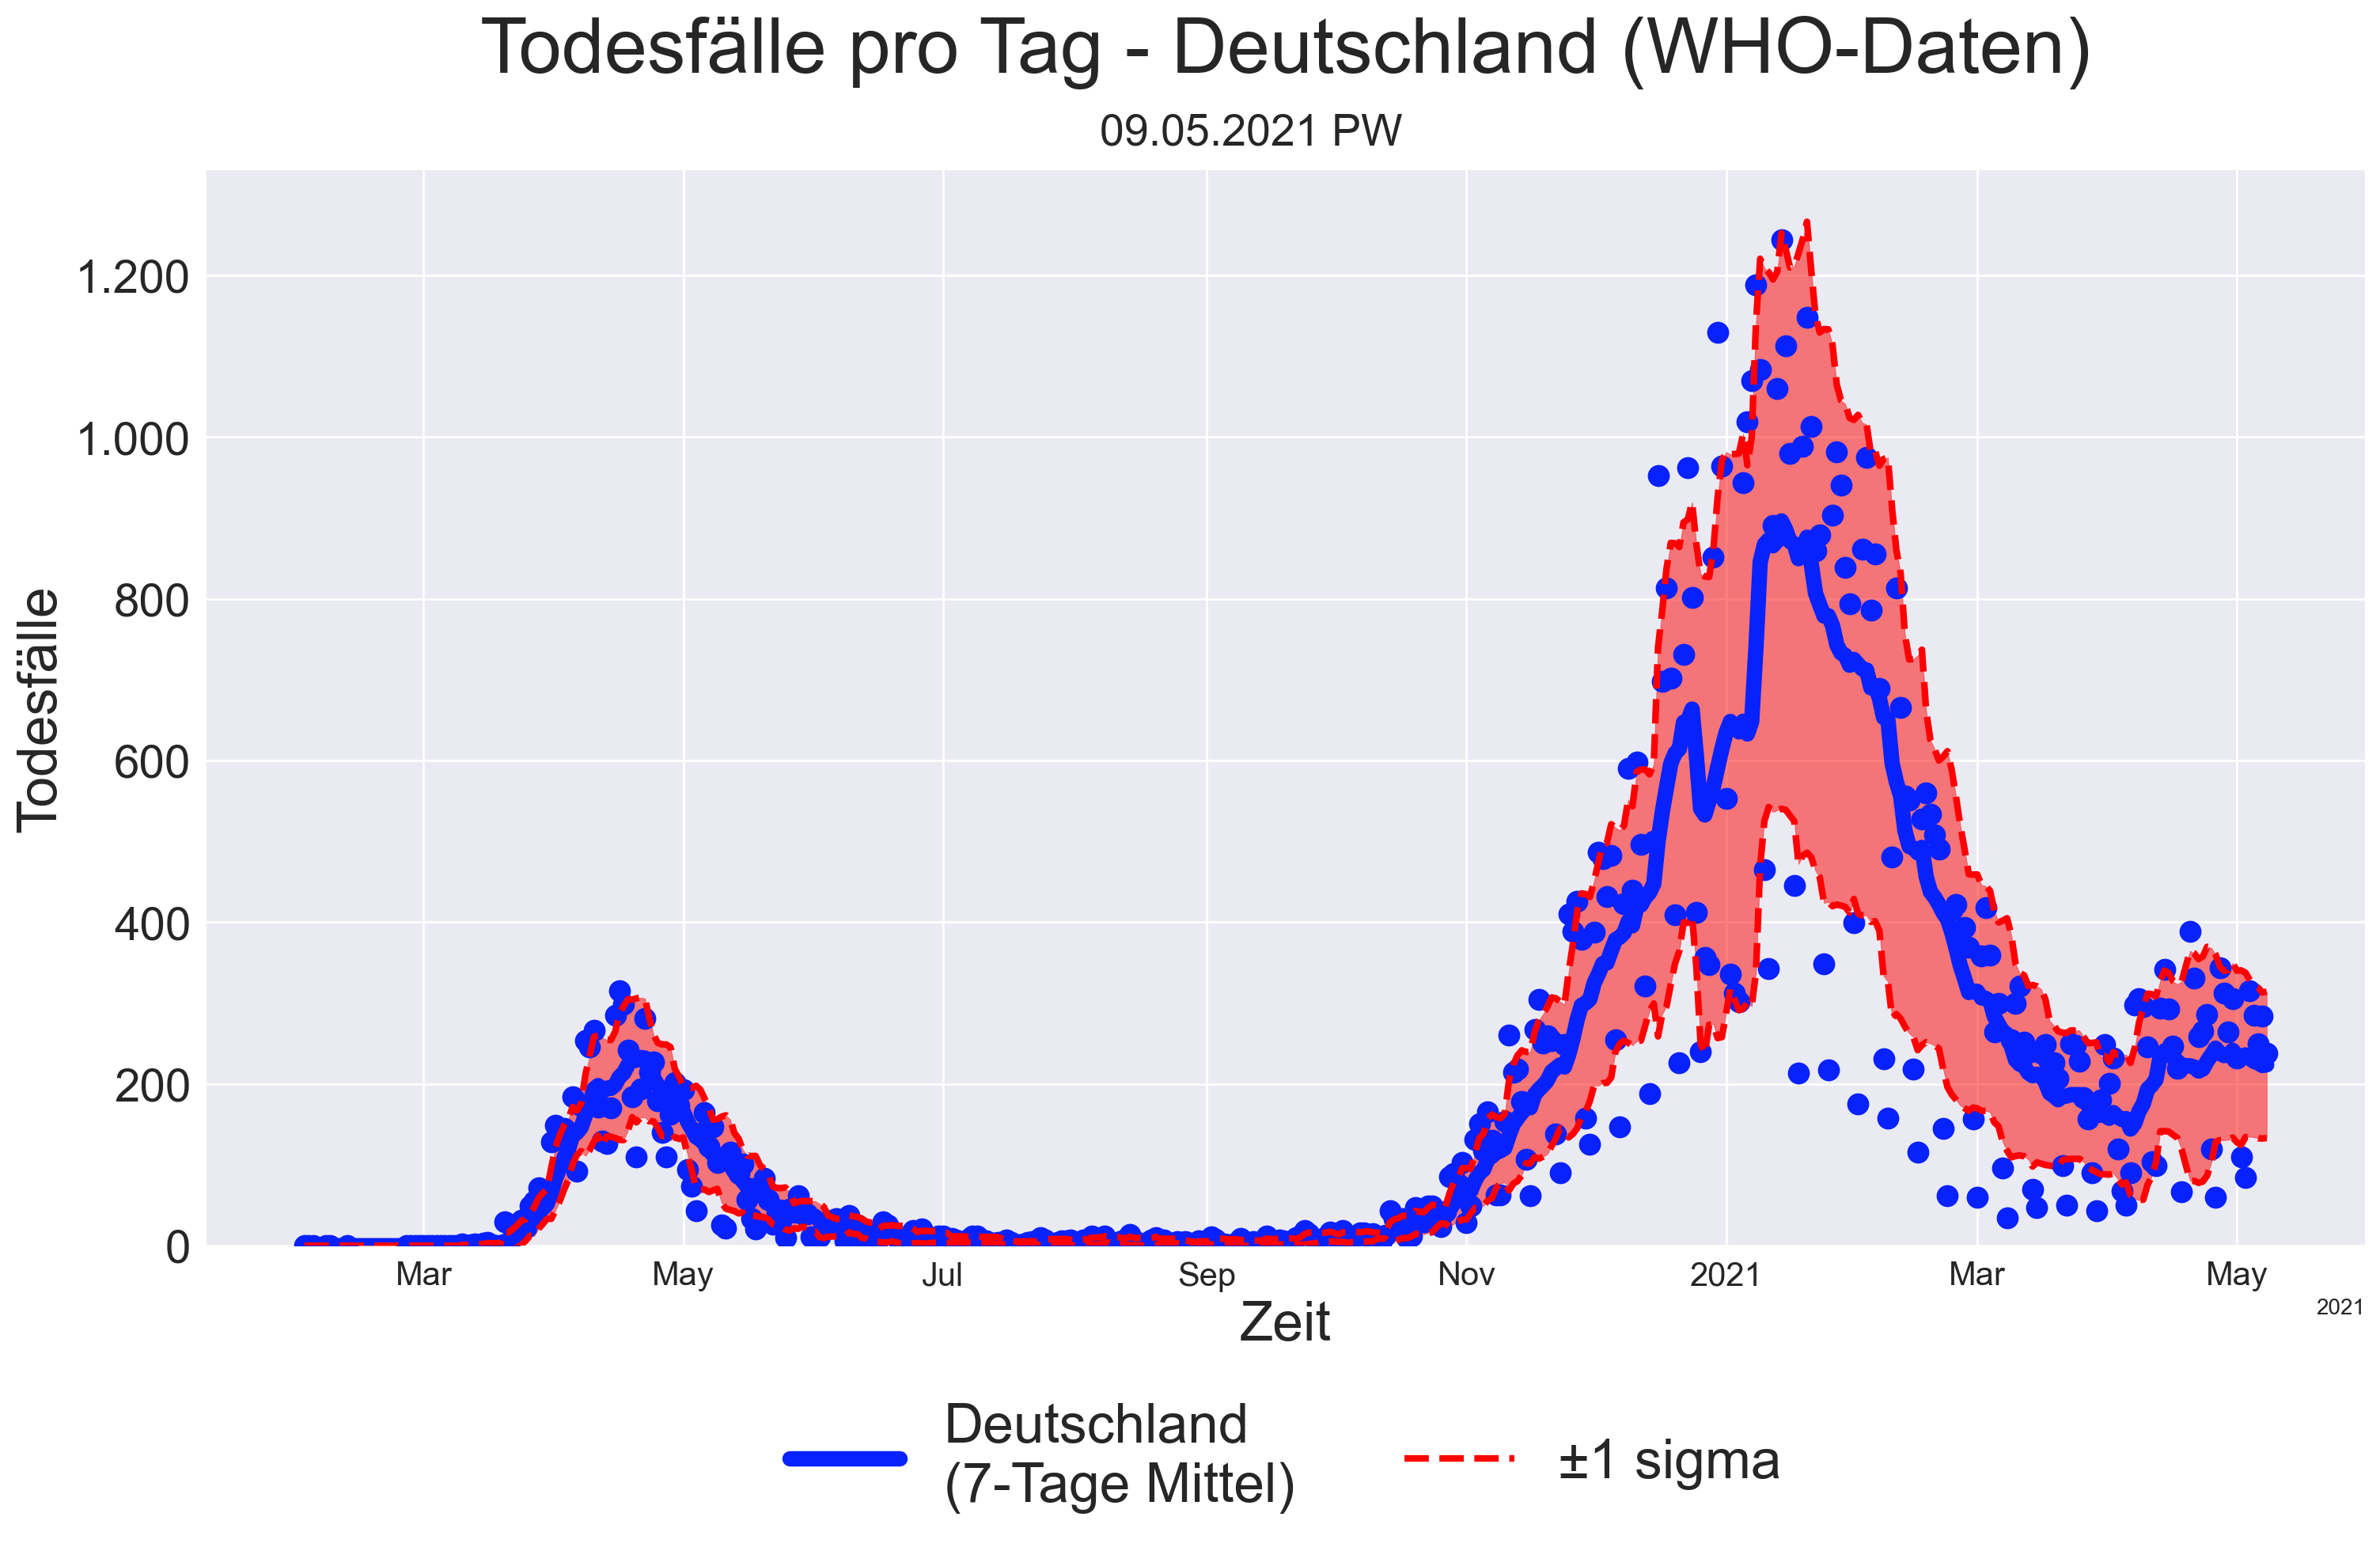 Todesfälle pro Tag - Deutschland (WHO-Daten)
09.05.2021 PW
Todesfälle
1.200
1.000
800
600
400
200
0
Mar May Jul Sep Nov 2021 Mar May
2021
Zeit
Deutschland
(7-Tage Mittel)
±1 sigma